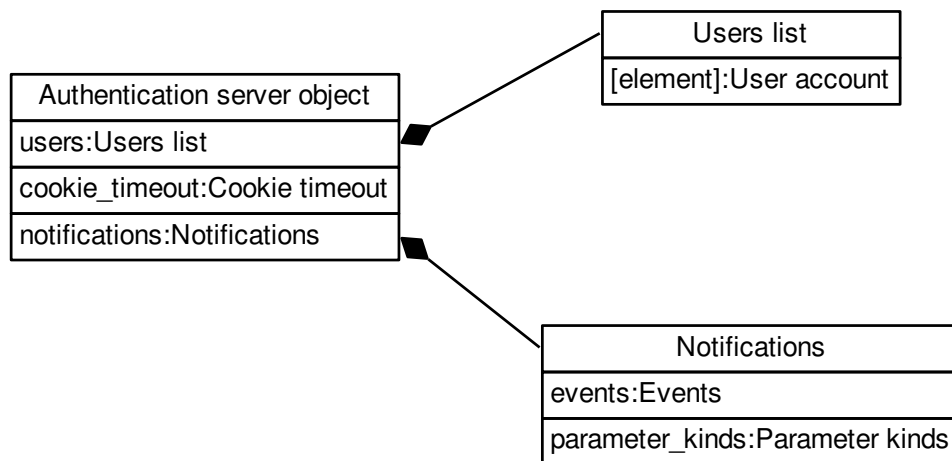 Users list
[element]:User account
Authentication server object
users:Users list
cookie_timeout:Cookie timeout
notifications:Notifications
Notifications
events:Events
parameter_kinds:Parameter kinds